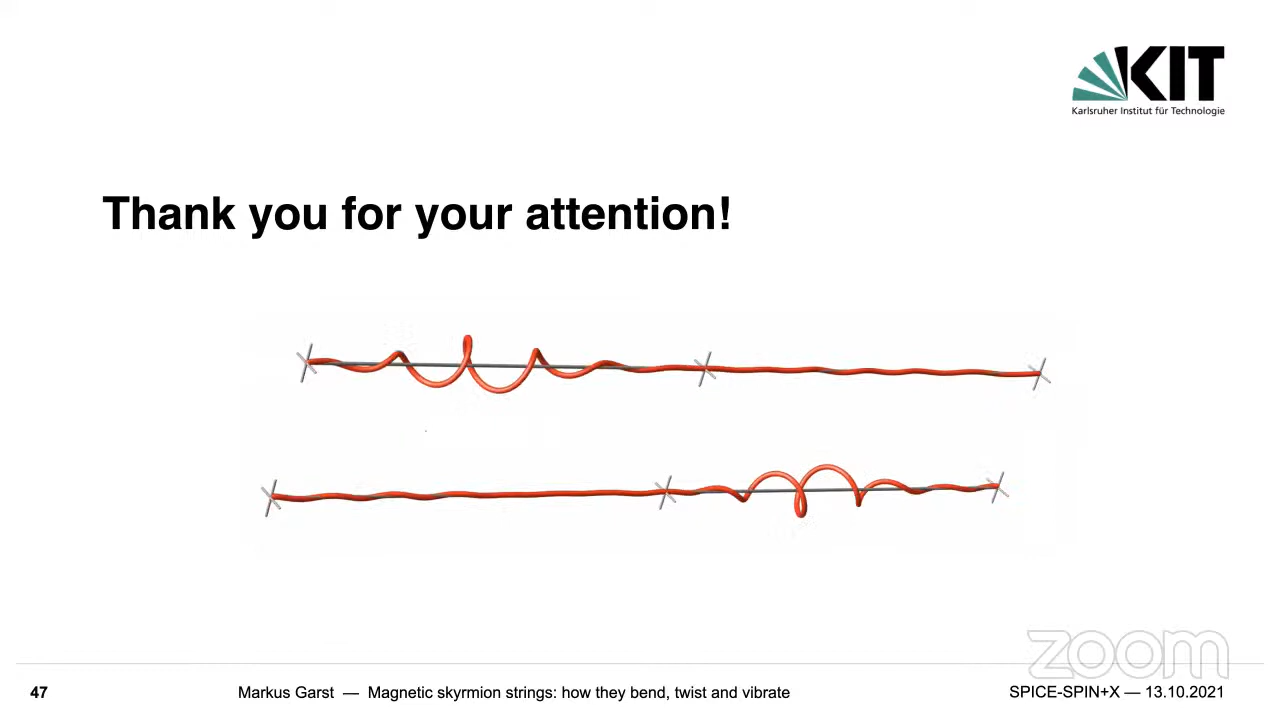 KIT
Karlsruher Institut für Technologie
Thank you for your attention!
zoom
47
Markus Garst — Magnetic skyrmion strings: how they bend, twist and vibrate
SPICE-SPIN+X — 13.10.2021